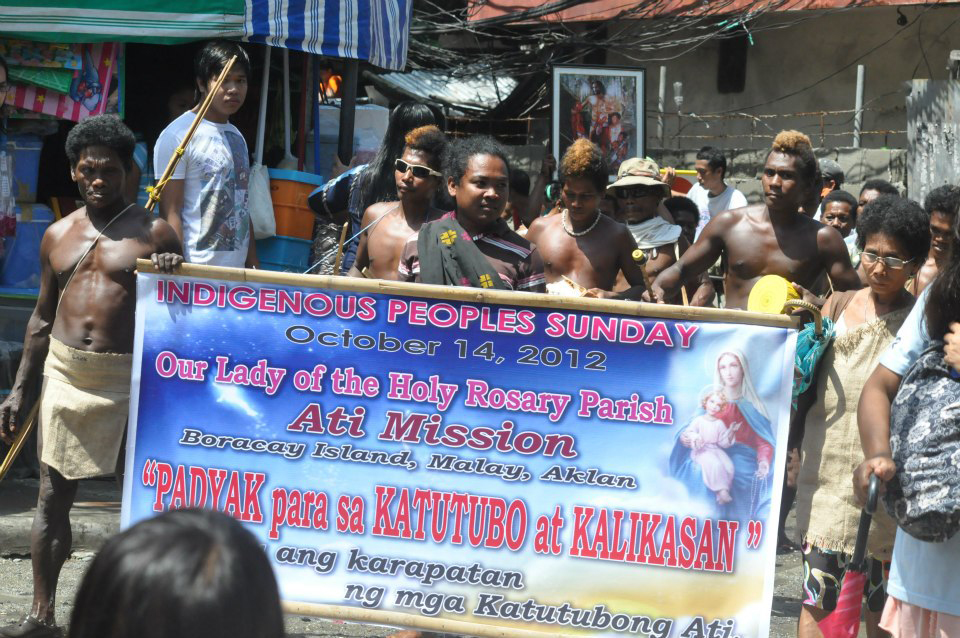 INDIGENOUS PEOPLES SUNDAY
October 14, 2012
Our Lady of the Holy Rosary Parish
Ati Mission
Boracay Island, Malay, Aklan
"PADYAK para sa KATUTUBO at KALIKASAN"
ang karapatan
ng mga Katutubong Ati,